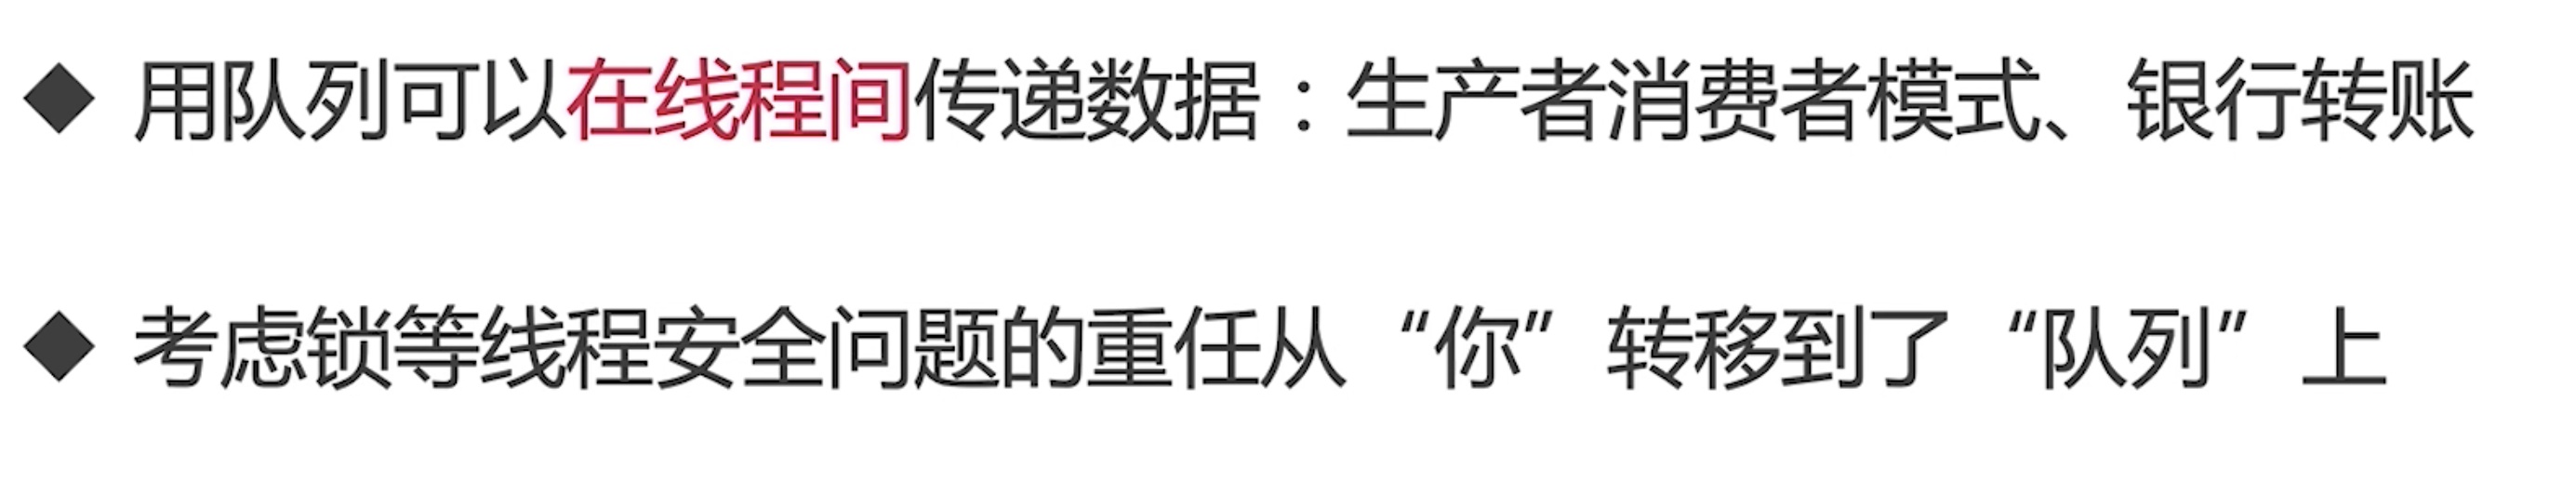 ◆ 用队列可以在线程间传递数据：生产者消费者模式、银行转账
◆ 考虑锁等线程安全问题的重任从“你”转移到了“队列”上